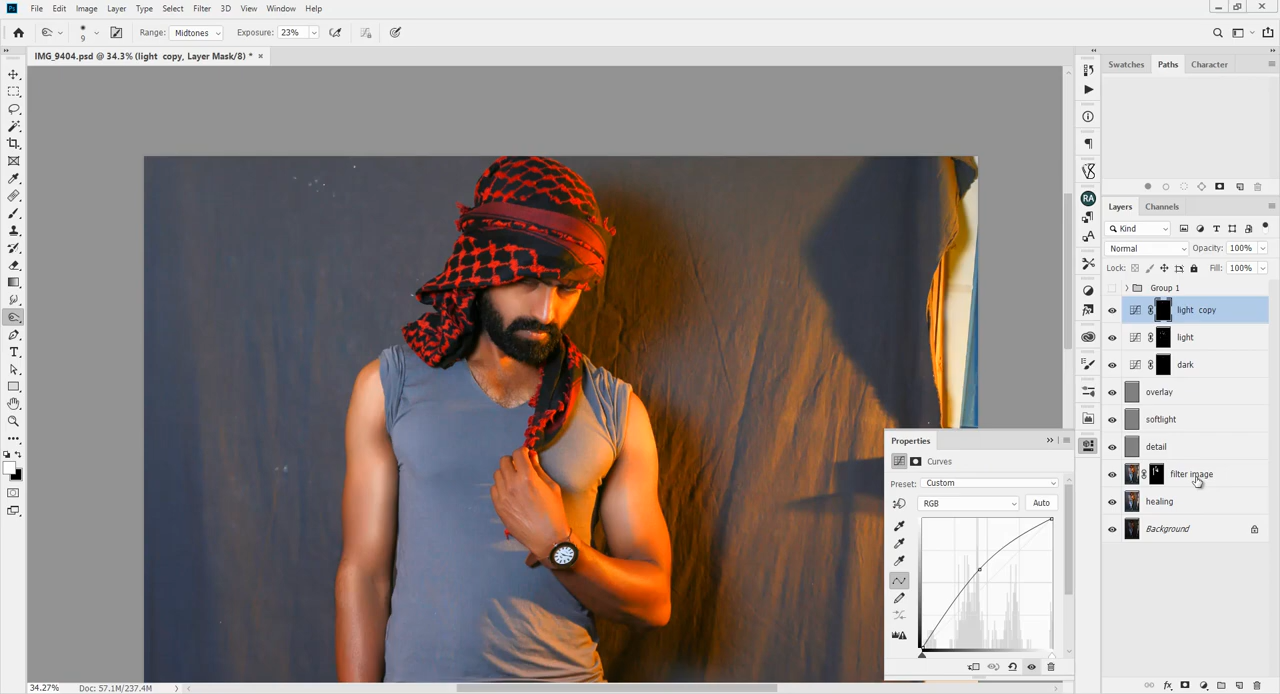 Ps File Edit Image Layer Type Select Filter 3D View Window Help
9 Range: Midtones Exposure: 23%
IMG_9404.psd @ 34.3% (light copy, Layer Mask/8) * ×
Swatches Paths Character
RA
Layers Channels
Kind
Normal Opacity: 100%
Lock: Fill: 100%
Group 1
light copy
light
dark
overlay
softlight
detail
filter image
healing
Background
Properties
Curves
Preset: Custom
RGB Auto
34.27% Doc: 57.1M/237.4M